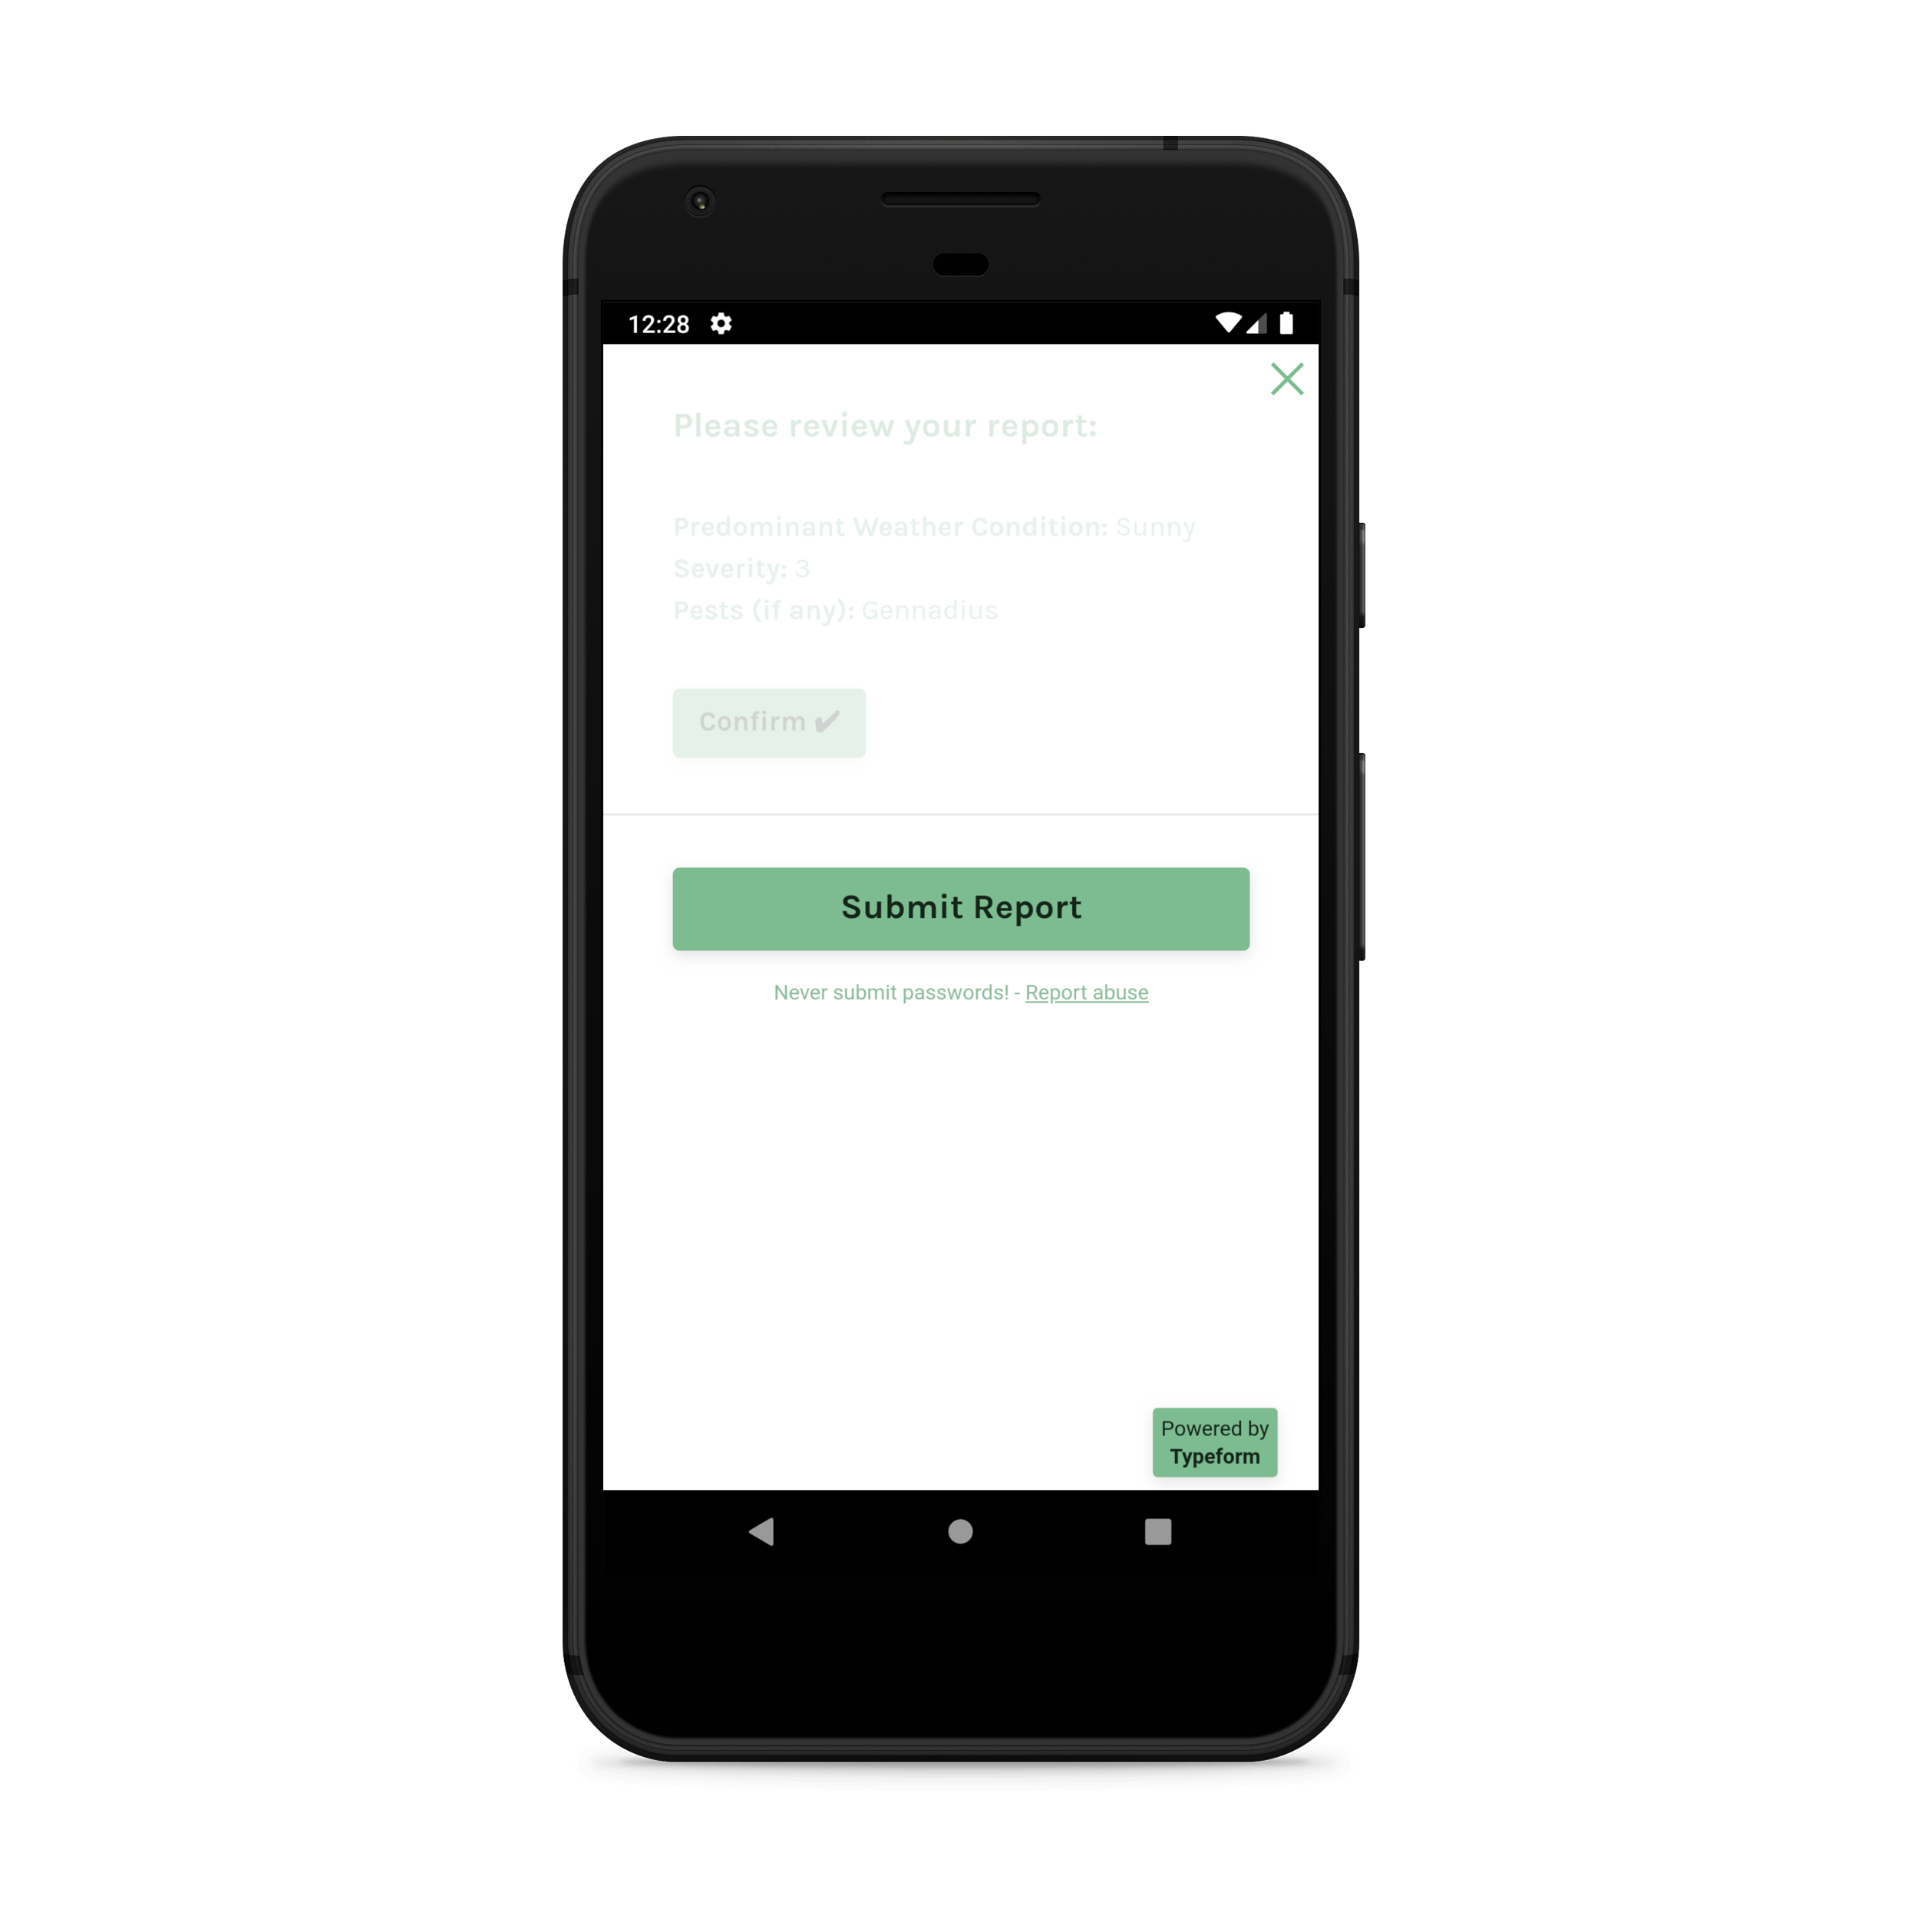 12:28
Please review your report:
Predominant Weather Condition: Sunny
Severity: 3
Pests (if any): Gennadius
Confirm ✔
Submit Report
Never submit passwords! - Report abuse
Powered by
Typeform